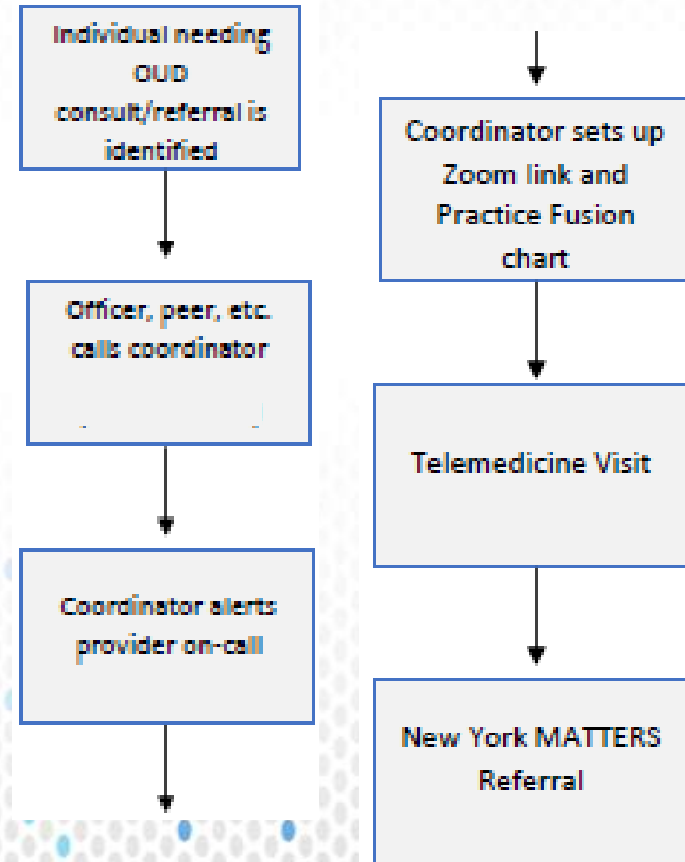 Individual needing
OUD
consult/referral is
identified
Officer, peer, etc.
calls coordinator
Coordinator alerts
provider on-call
Coordinator sets up
Zoom link and
Practice Fusion
chart
Telemedicine Visit
New York MATTERS
Referral